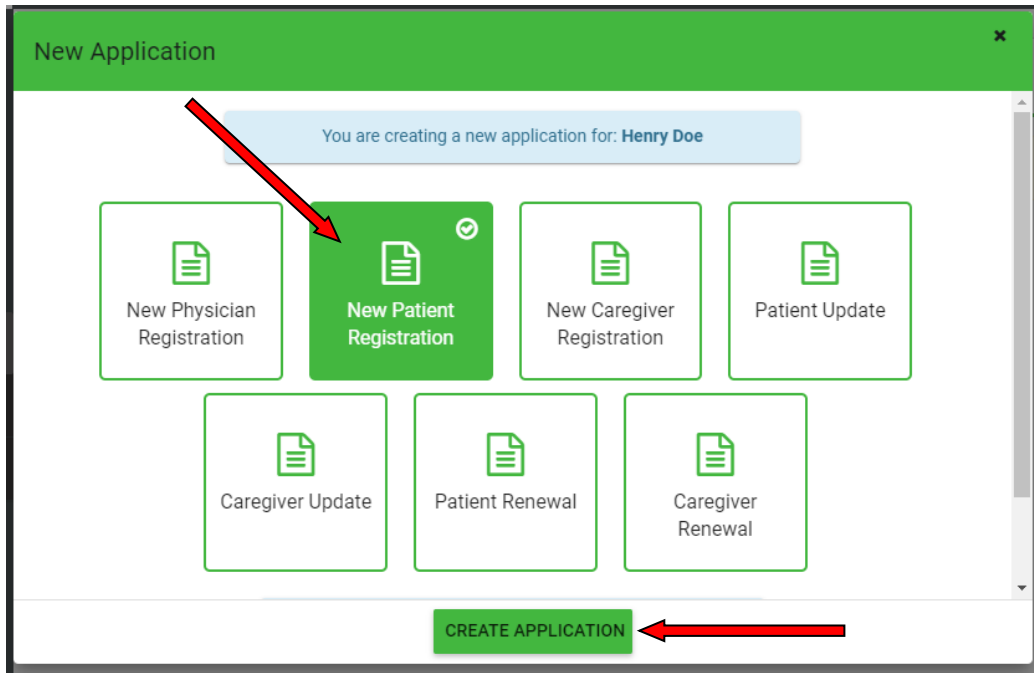 New Application
You are creating a new application for: Henry Doe
New Physician
Registration
New Patient
Registration
New Caregiver
Registration
Patient Update
Caregiver Update
Patient Renewal
Caregiver
Renewal
CREATE APPLICATION